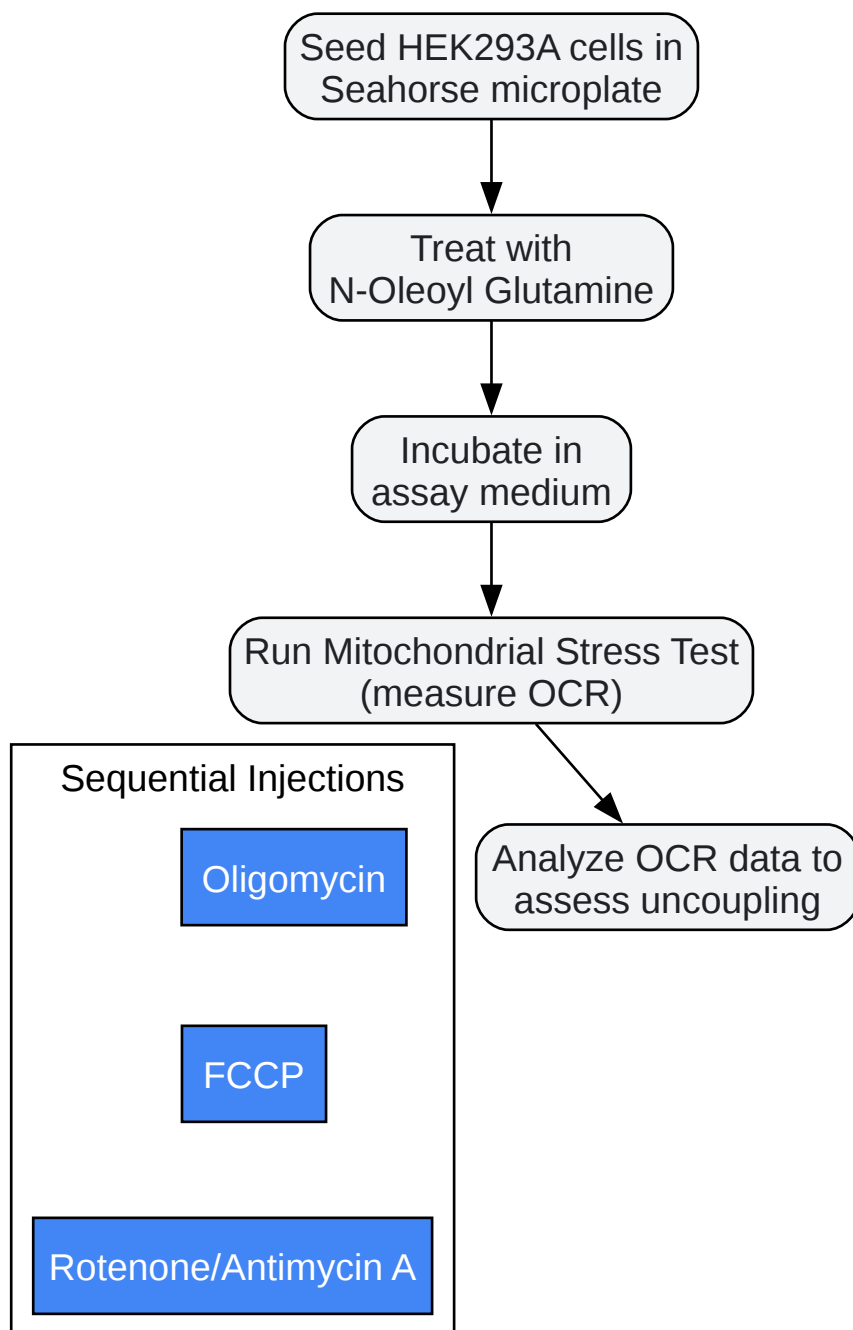 Seed HEK293A cells in
Seahorse microplate
Treat with
N-Oleoyl Glutamine
Incubate in
assay medium
Run Mitochondrial Stress Test
(measure OCR)
Sequential Injections
Oligomycin
Analyze OCR data to
assess uncoupling
FCCP
Rotenone/Antimycin A